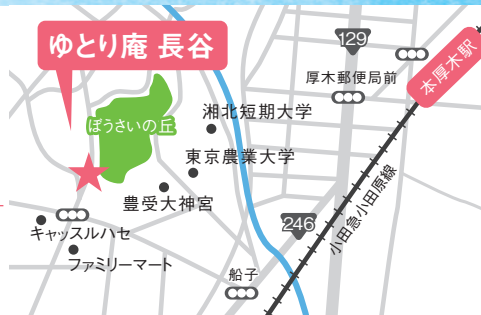 ゆとり庵 長谷
129
厚木郵便局前
本厚木駅
湘北短期大学
ぼうさいの丘
東京農業大学
豊受大神宮
246
小田急小田原線
キャッスルハセ
ファミリーマート
船子